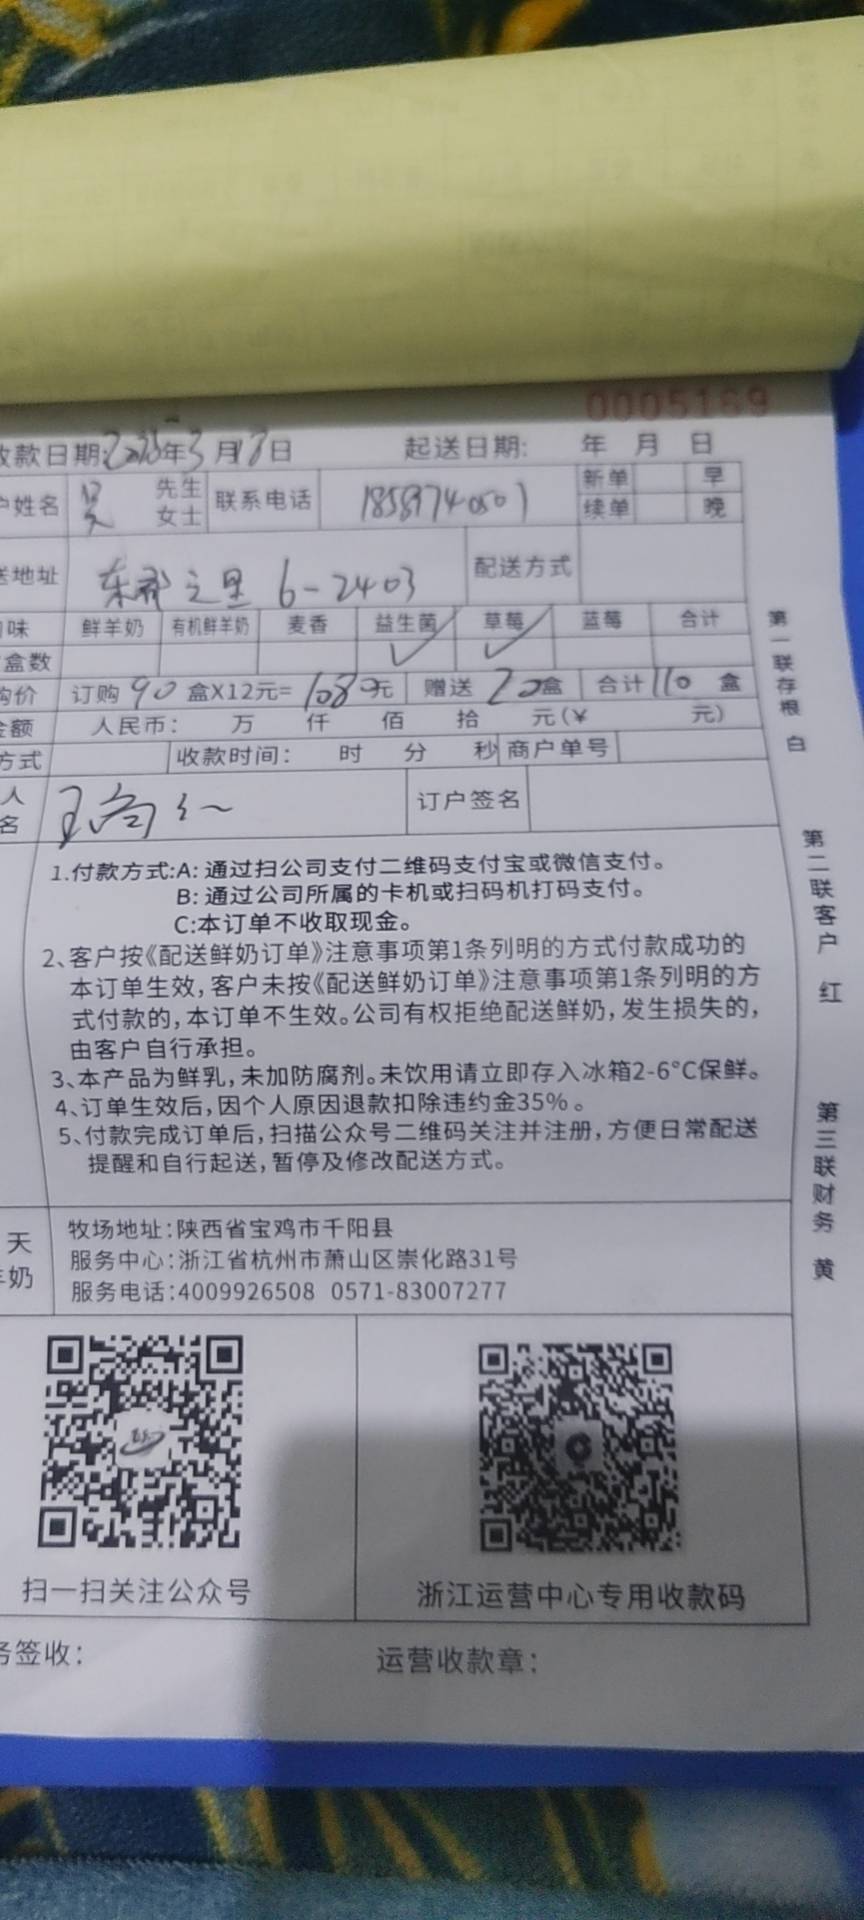 0005169
收款日期: 年3月 日 起送日期: 年 月 日
户姓名 吴 先生 女士 联系电话 18589740507 新单 早
续单 晚
送地址 东 之里 6-2403 配送方式
味 鲜羊奶 有机鲜羊奶 麦香 益生菌 草莓 蓝莓 合计
盒数 ✓ ✓
购价 订购90盒X12元=1080元 赠送20盒 合计110盒
金额 人民币: 万 仟 佰 拾 元(¥ 元)
方式 收款时间: 时 分 秒 商户单号
人
名 订户签名
1.付款方式:A: 通过扫公司支付二维码支付宝或微信支付。
B: 通过公司所属的卡机或扫码机打码支付。
C:本订单不收取现金。
2、客户按《配送鲜奶订单》注意事项第1条列明的方式付款成功的
本订单生效,客户未按《配送鲜奶订单》注意事项第1条列明的方
式付款的,本订单不生效。公司有权拒绝配送鲜奶,发生损失的,
由客户自行承担。
3、本产品为鲜乳,未加防腐剂。未饮用请立即存入冰箱2-6°C保鲜。
4、订单生效后,因个人原因退款扣除违约金35%。
5、付款完成订单后,扫描公众号二维码关注并注册,方便日常配送
提醒和自行起送,暂停及修改配送方式。
天
羊奶
牧场地址:陕西省宝鸡市千阳县
服务中心:浙江省杭州市萧山区崇化路31号
服务电话:4009926508 0571-83007277
扫一扫关注公众号 浙江运营中心专用收款码
务签收: 运营收款章:
第一联存根 白
第二联客户 红
第三联财务 黄